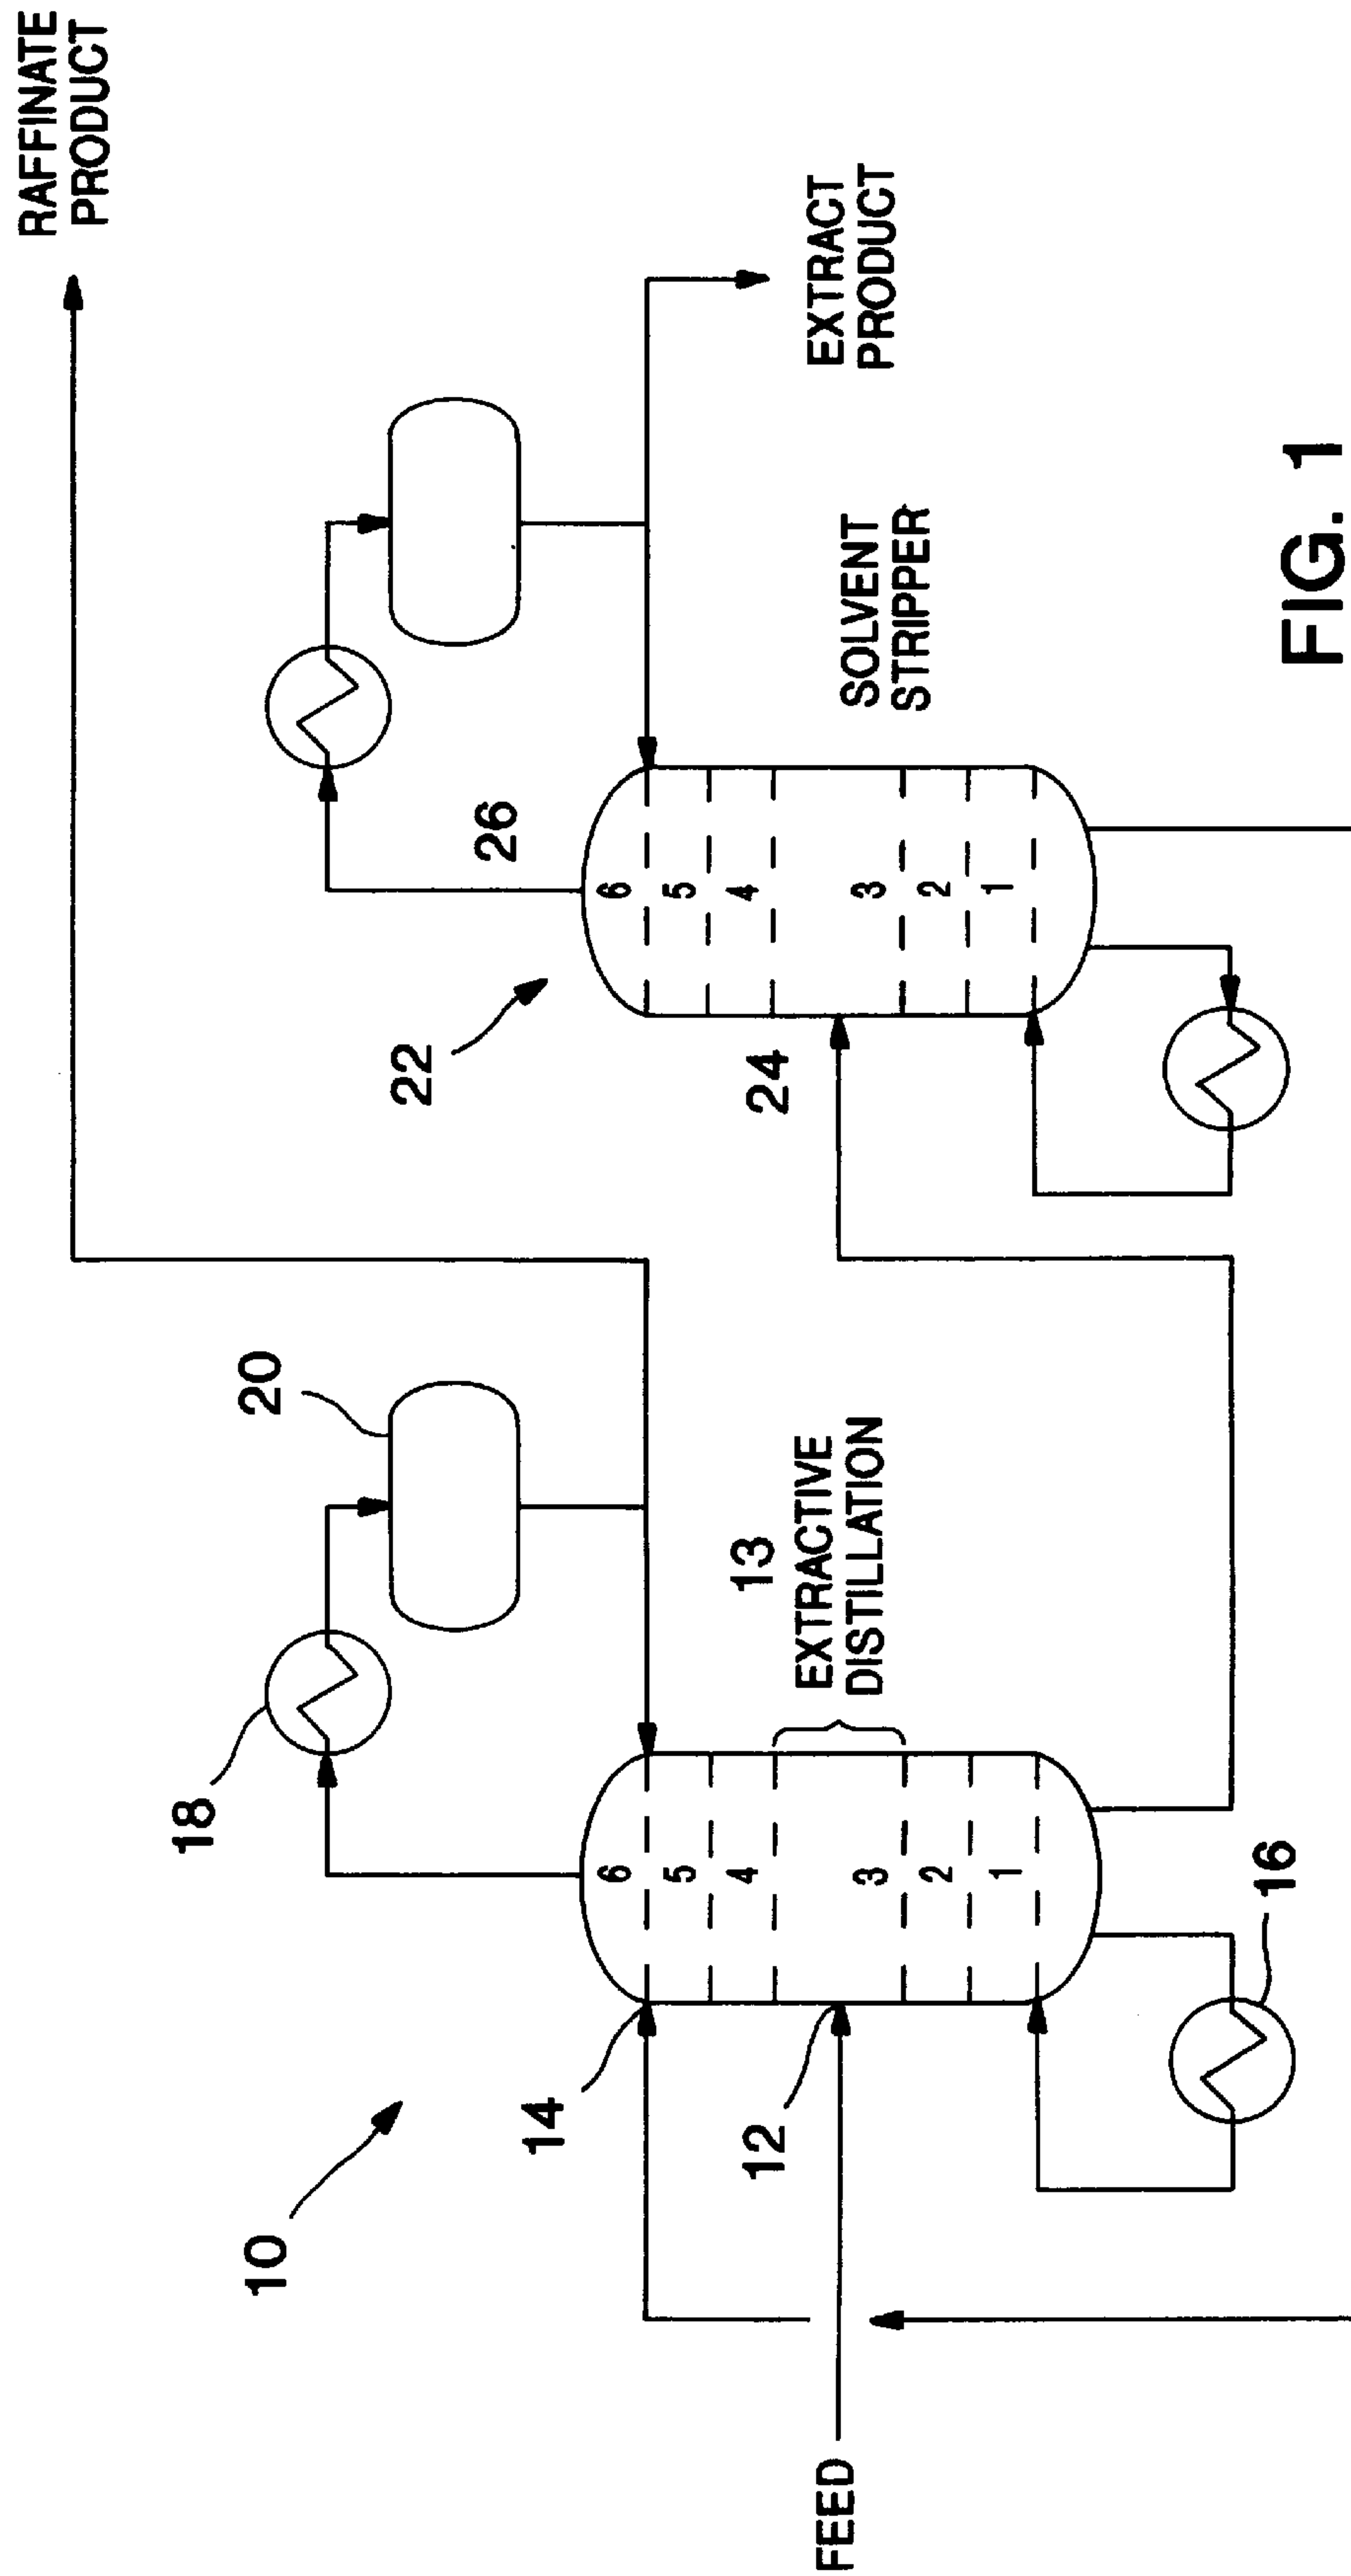 RAFFINATE
PRODUCT
10
18
20
22
26
14
12
6
5
4
3
2
1
13
EXTRACTIVE
DISTILLATION
16
24
6
5
4
3
2
1
SOLVENT
STRIPPER
EXTRACT
PRODUCT
FEED
FIG. 1